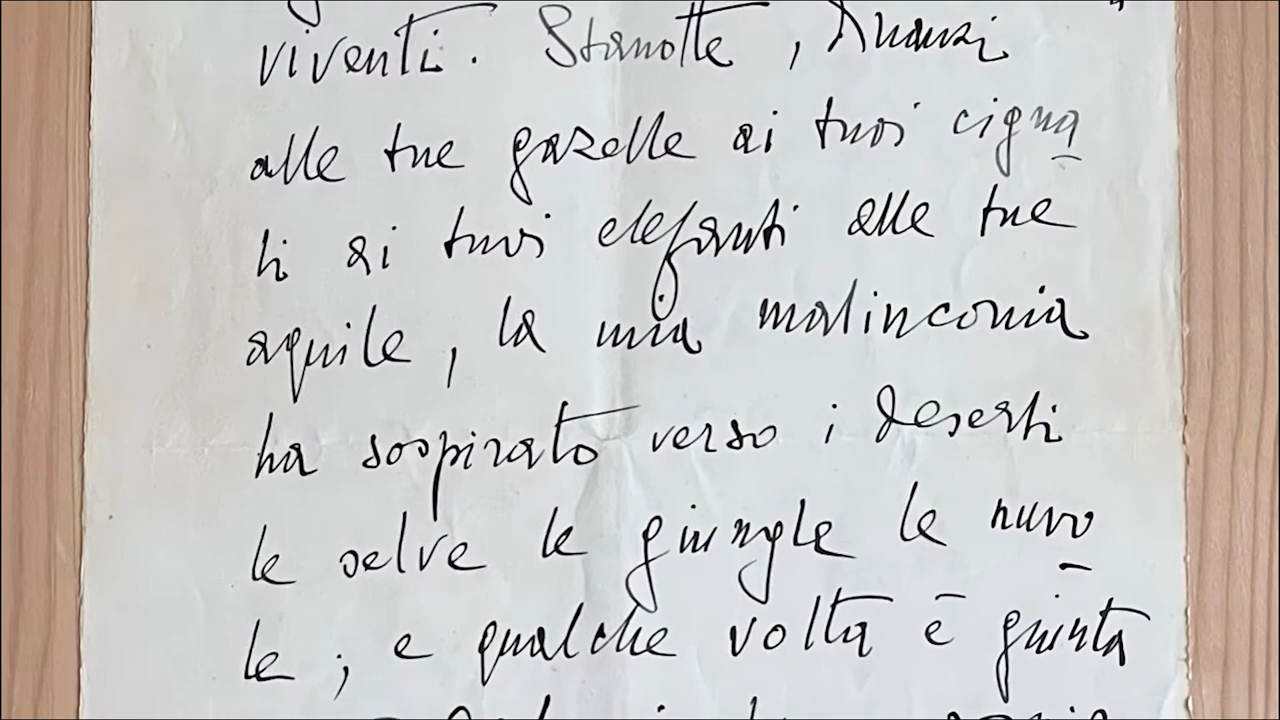 viventi. Stanotte, dinanzi
alle tue gazelle ai tuoi cigna
li ai tuoi elefanti alle tue
aquile, la mia malinconia
ha sospirato verso i deserti
le selve le giungle le nuvo
le; e qualche volta è giunta